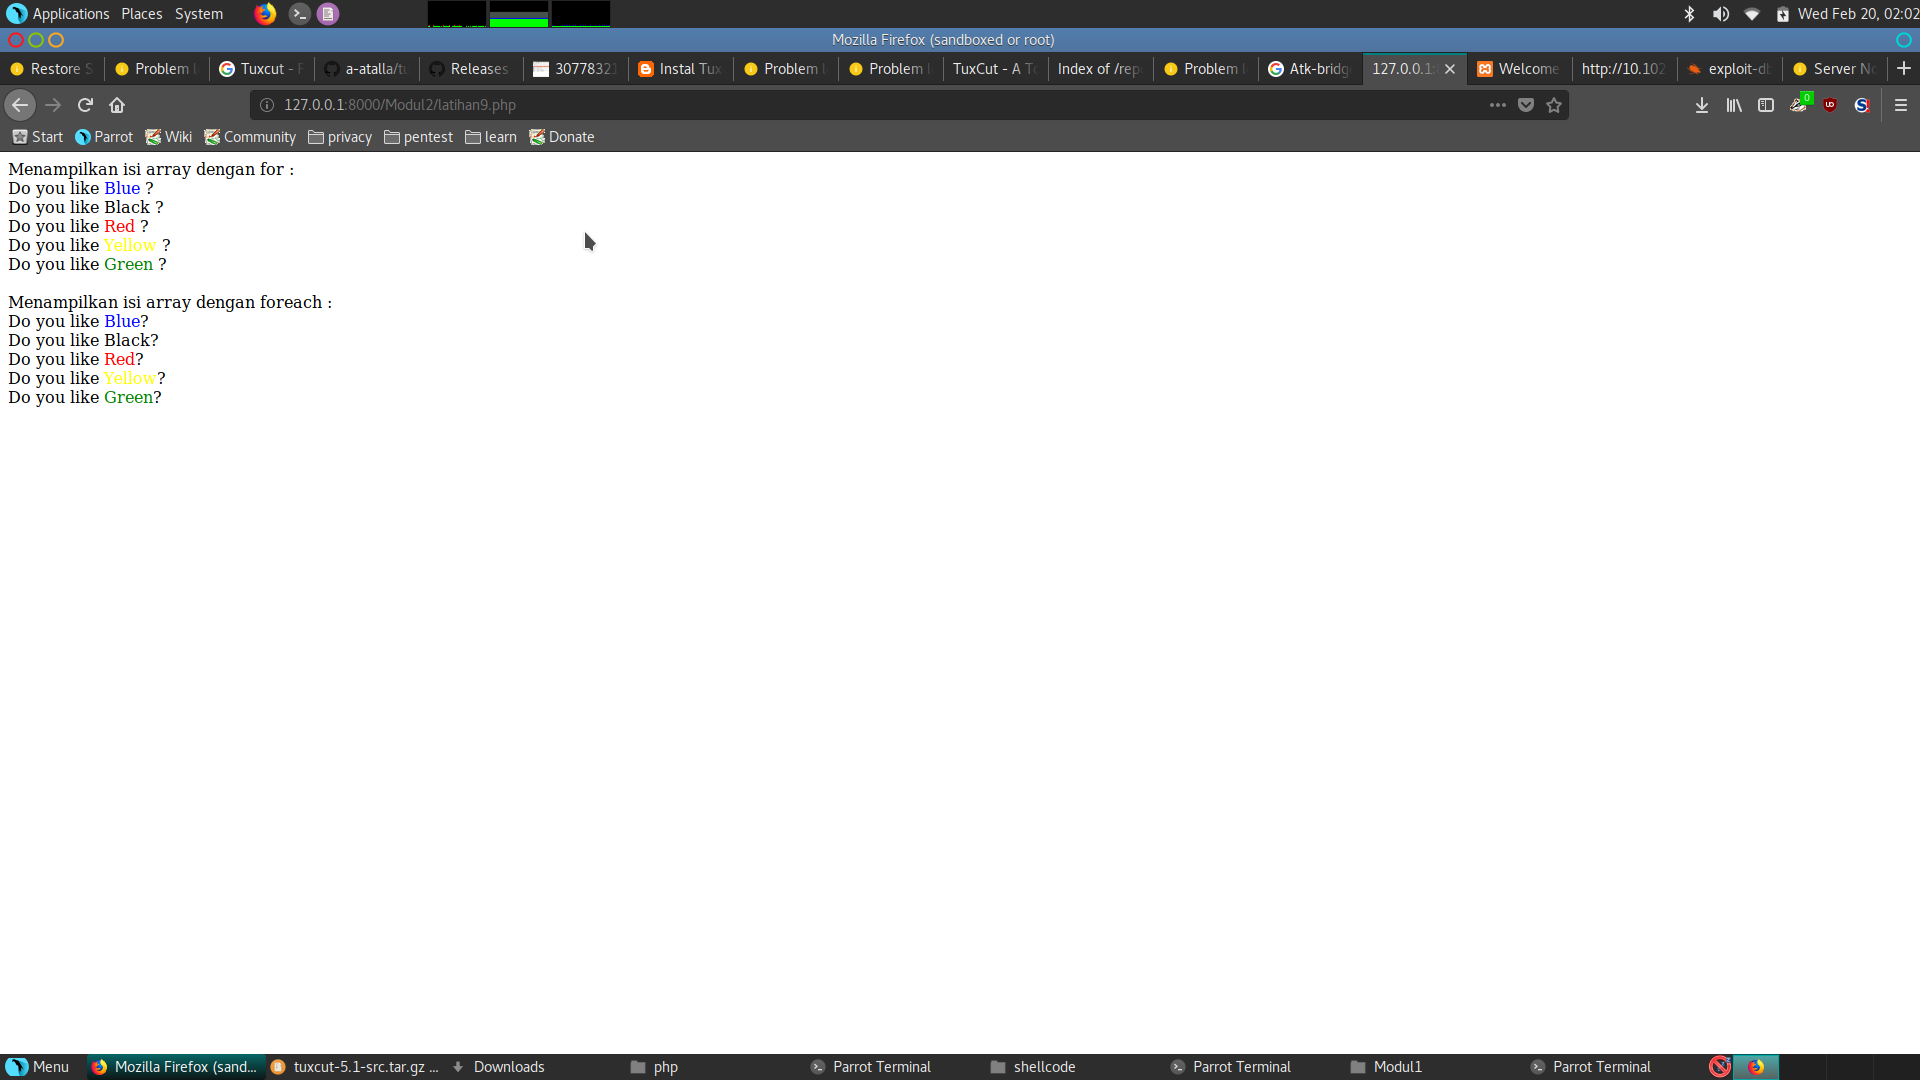 Applications Places System
Wed Feb 20, 02:02
Mozilla Firefox (sandboxed or root)
Restore S Problem Tuxcut - F a-atalla/tu Releases 30778321 Instal Tux Problem Problem TuxCut - A To Index of /repo Problem Atk-bridg 127.0.0.1: Welcome http://10.102 exploit-db Server No
127.0.0.1:8000/Modul2/latihan9.php
0
Start Parrot Wiki Community privacy pentest learn Donate
Menampilkan isi array dengan for :
Do you like Blue ?
Do you like Black ?
Do you like Red ?
Do you like Yellow ?
Do you like Green ?
Menampilkan isi array dengan foreach :
Do you like Blue?
Do you like Black?
Do you like Red?
Do you like Yellow?
Do you like Green?
Menu Mozilla Firefox (sand... tuxcut-5.1-src.tar.gz ... Downloads php Parrot Terminal shellcode Parrot Terminal Modul1 Parrot Terminal